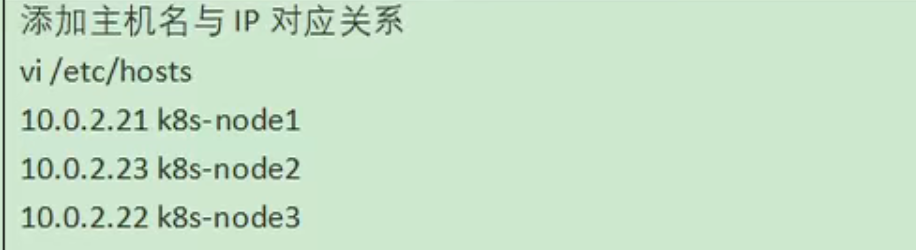 添加主机名与 IP 对应关系
vi /etc/hosts
10.0.2.21 k8s-node1
10.0.2.23 k8s-node2
10.0.2.22 k8s-node3